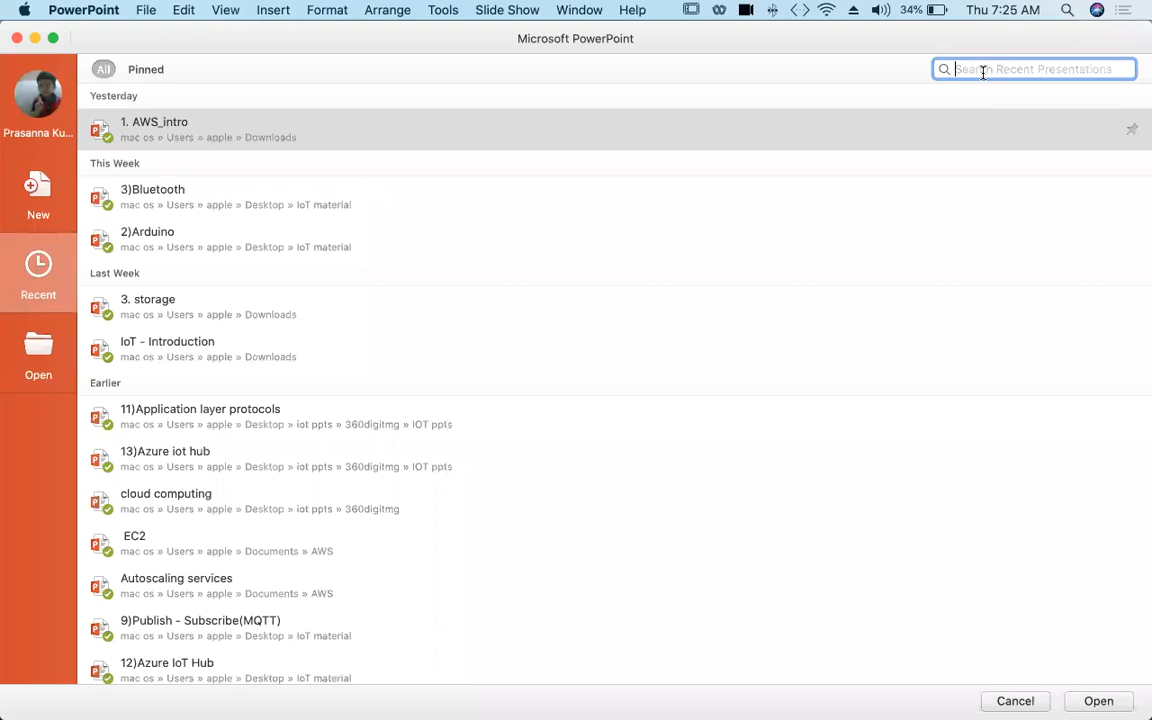 PowerPoint File Edit View Insert Format Arrange Tools Slide Show Window Help 34% Thu 7:25 AM
Microsoft PowerPoint
All Pinned Search Recent Presentations
Prasanna Ku...
New
Recent
Open
Yesterday
1. AWS_intro
mac os » Users » apple » Downloads
This Week
3)Bluetooth
mac os » Users » apple » Desktop » IoT material
2)Arduino
mac os » Users » apple » Desktop » IoT material
Last Week
3. storage
mac os » Users » apple » Downloads
IoT - Introduction
mac os » Users » apple » Downloads
Earlier
11)Application layer protocols
mac os » Users » apple » Desktop » iot ppts » 360digitmg » IOT ppts
13)Azure iot hub
mac os » Users » apple » Desktop » iot ppts » 360digitmg » IOT ppts
cloud computing
mac os » Users » apple » Desktop » iot ppts » 360digitmg
EC2
mac os » Users » apple » Documents » AWS
Autoscaling services
mac os » Users » apple » Documents » AWS
9)Publish - Subscribe(MQTT)
mac os » Users » apple » Desktop » IoT material
12)Azure IoT Hub
mac os » Users » apple » Desktop » IoT material
Cancel Open